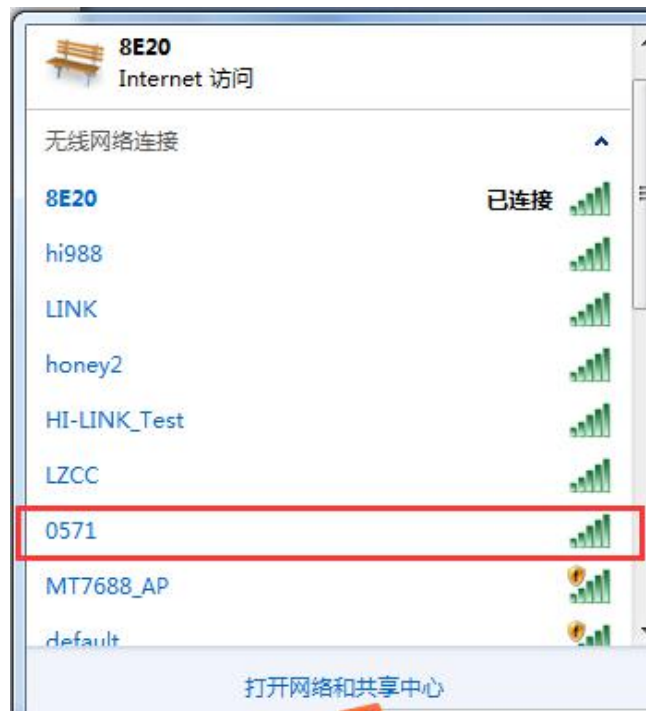 8E20
Internet 访问
无线网络连接
8E20 已连接
hi988
LINK
honey2
HI-LINK_Test
LZCC
0571
MT7688_AP
default
打开网络和共享中心